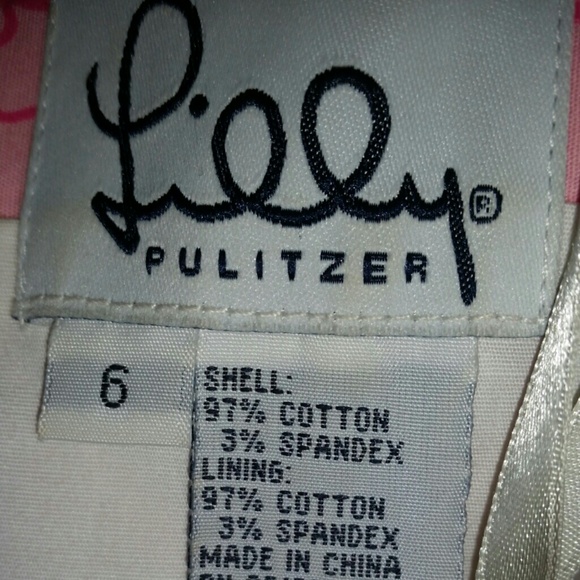 Lilly®
PULITZER
6
SHELL:
97% COTTON
3% SPANDEX
LINING:
97% COTTON
3% SPANDEX
MADE IN CHINA